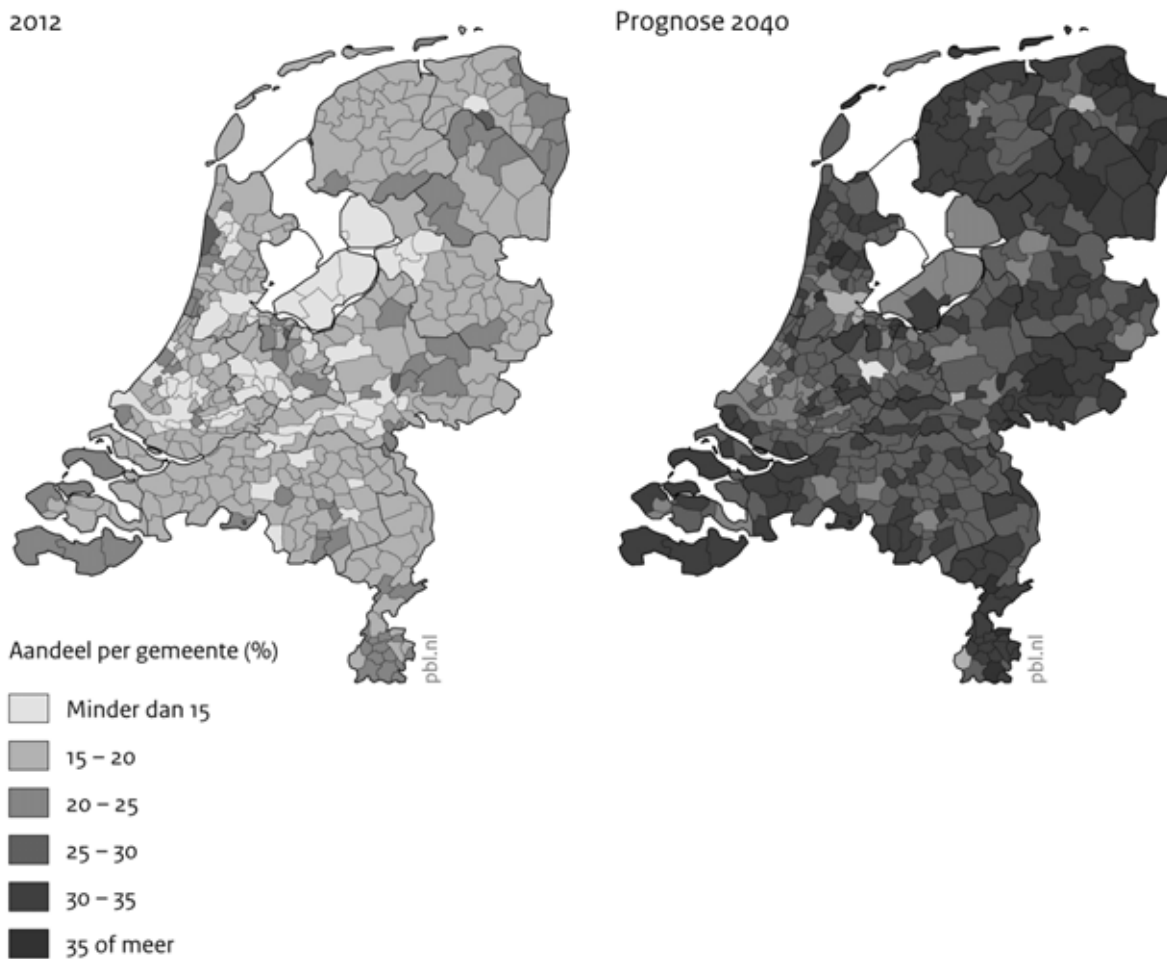 2012
Prognose 2040
Aandeel per gemeente (%)
Minder dan 15
15 – 20
20 – 25
25 – 30
30 – 35
35 of meer
pbl.nl
pbl.nl